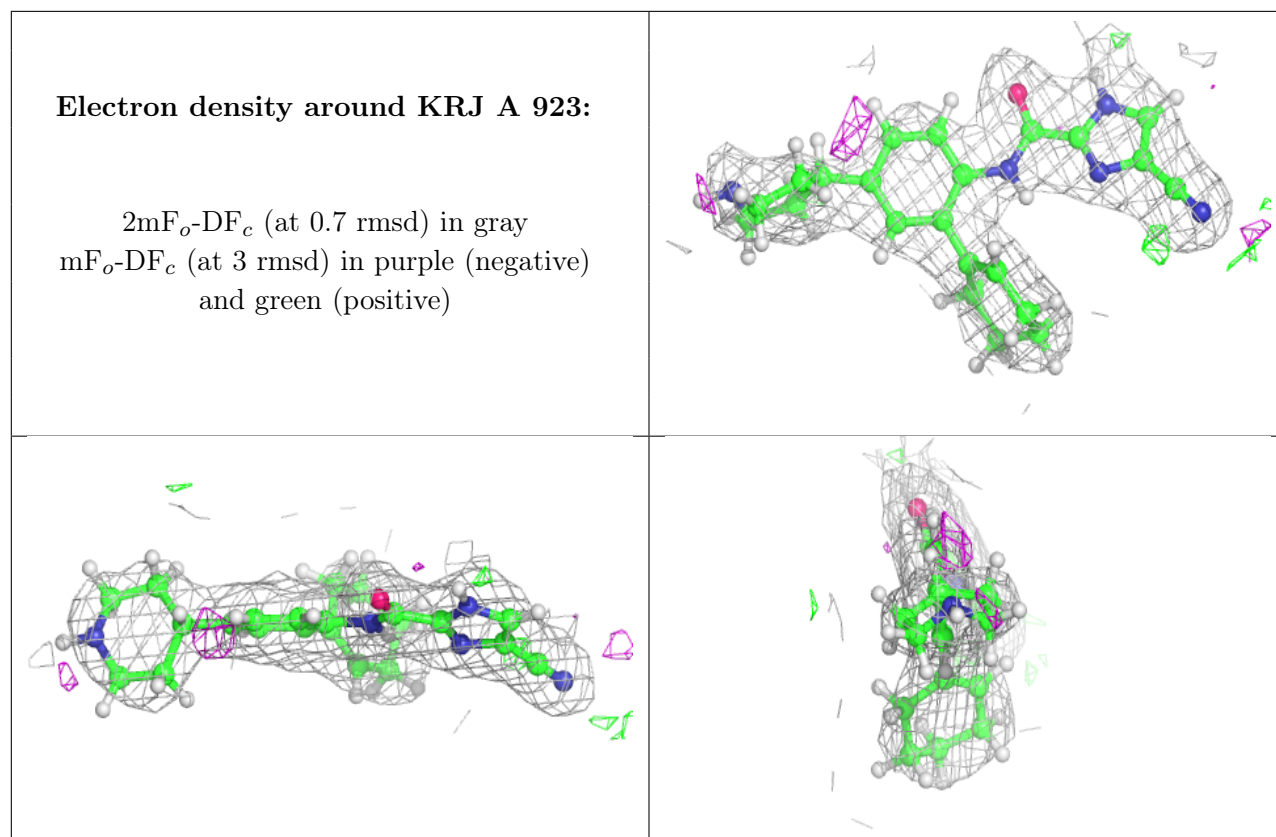 Electron density around KRJ A 923:
2mFo-DFc (at 0.7 rmsd) in gray
mFo-DFc (at 3 rmsd) in purple (negative)
and green (positive)